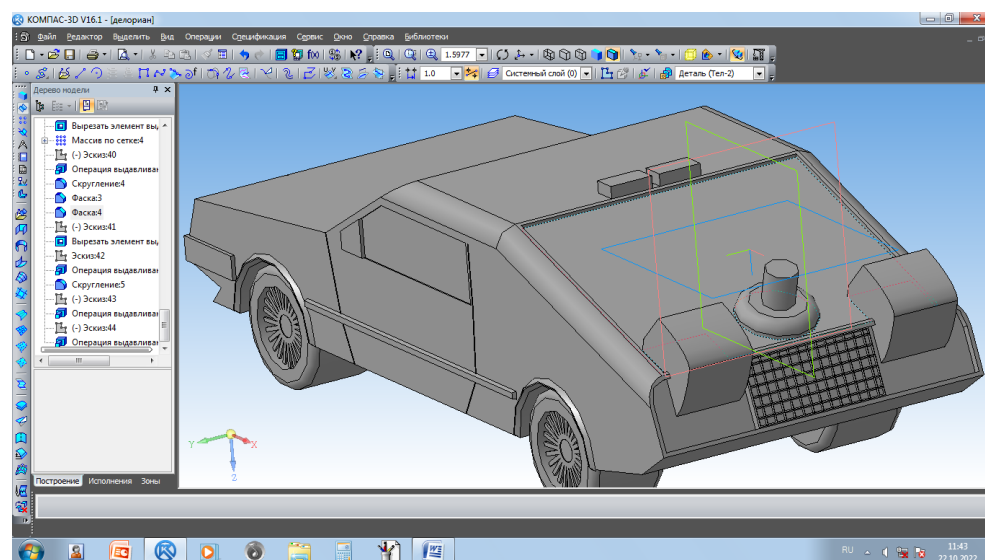 КОМПАС-3D V16.1 - [делориан]
Файл Редактор Выделить Вид Операции Спецификация Сервис Окно Справка Библиотеки
1.5977
1.0 Системный слой (0) Деталь (Тел-2)
Дерево модели
Вырезать элемент вы,
Массив по сетке:4
(-) Эскиз:40
Операция выдавливан
Скругление:4
Фаска:3
Фаска:4
(-) Эскиз:41
Вырезать элемент вы,
Эскиз:42
Операция выдавливан
Скругление:5
(-) Эскиз:43
Операция выдавливан
(-) Эскиз:44
Операция выдавливан
Y X
Z
Построение Исполнения Зоны
RU 11:43
22.10.2022